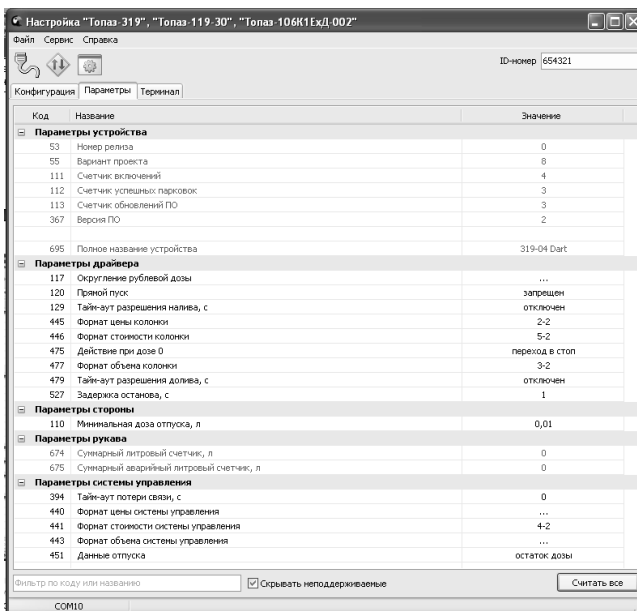 Настройка "Топаз-319", "Топаз-119-30", "Топаз-106К1ЕхД-002"
Файл Сервис Справка
ID-номер 654321
Конфигурация Параметры Терминал
Код Название Значение
Параметры устройства
53 Номер релиза 0
55 Вариант проекта 8
111 Счетчик включений 4
112 Счетчик успешных парковок 3
113 Счетчик обновлений ПО 3
367 Версия ПО 2
695 Полное название устройства 319-04 Dart
Параметры драйвера
117 Округление рублевой дозы ...
120 Прямой пуск запрещен
129 Тайм-аут разрешения налива, с отключен
445 Формат цены колонки 2-2
446 Формат стоимости колонки 5-2
475 Действие при дозе 0 переход в стоп
477 Формат объема колонки 3-2
479 Тайм-аут разрешения долива, с отключен
527 Задержка останова, с 1
Параметры стороны
110 Минимальная доза отпуска, л 0,01
Параметры рукава
674 Суммарный литровый счетчик, л 0
675 Суммарный аварийный литровый счетчик, л 0
Параметры системы управления
394 Тайм-аут потери связи, с 0
440 Формат цены системы управления ...
441 Формат стоимости системы управления 4-2
443 Формат объема системы управления ...
451 Данные отпуска остаток дозы
Фильтр по коду или названию Скрывать неподдерживаемые Считать все
COM10